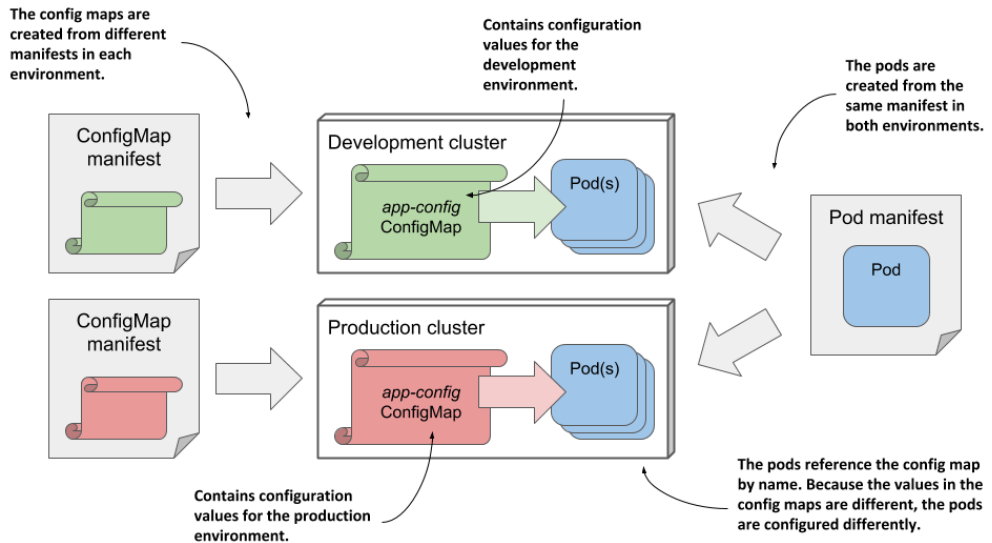 The config maps are
created from different
manifests in each
environment.
Contains configuration
values for the
development
environment.
The pods are
created from the
same manifest in
both environments.
ConfigMap
manifest
Development cluster
app-config
ConfigMap
Pod(s)
Pod manifest
Pod
ConfigMap
manifest
Production cluster
app-config
ConfigMap
Pod(s)
Contains configuration
values for the production
environment.
The pods reference the config map
by name. Because the values in the
config maps are different, the pods
are configured differently.